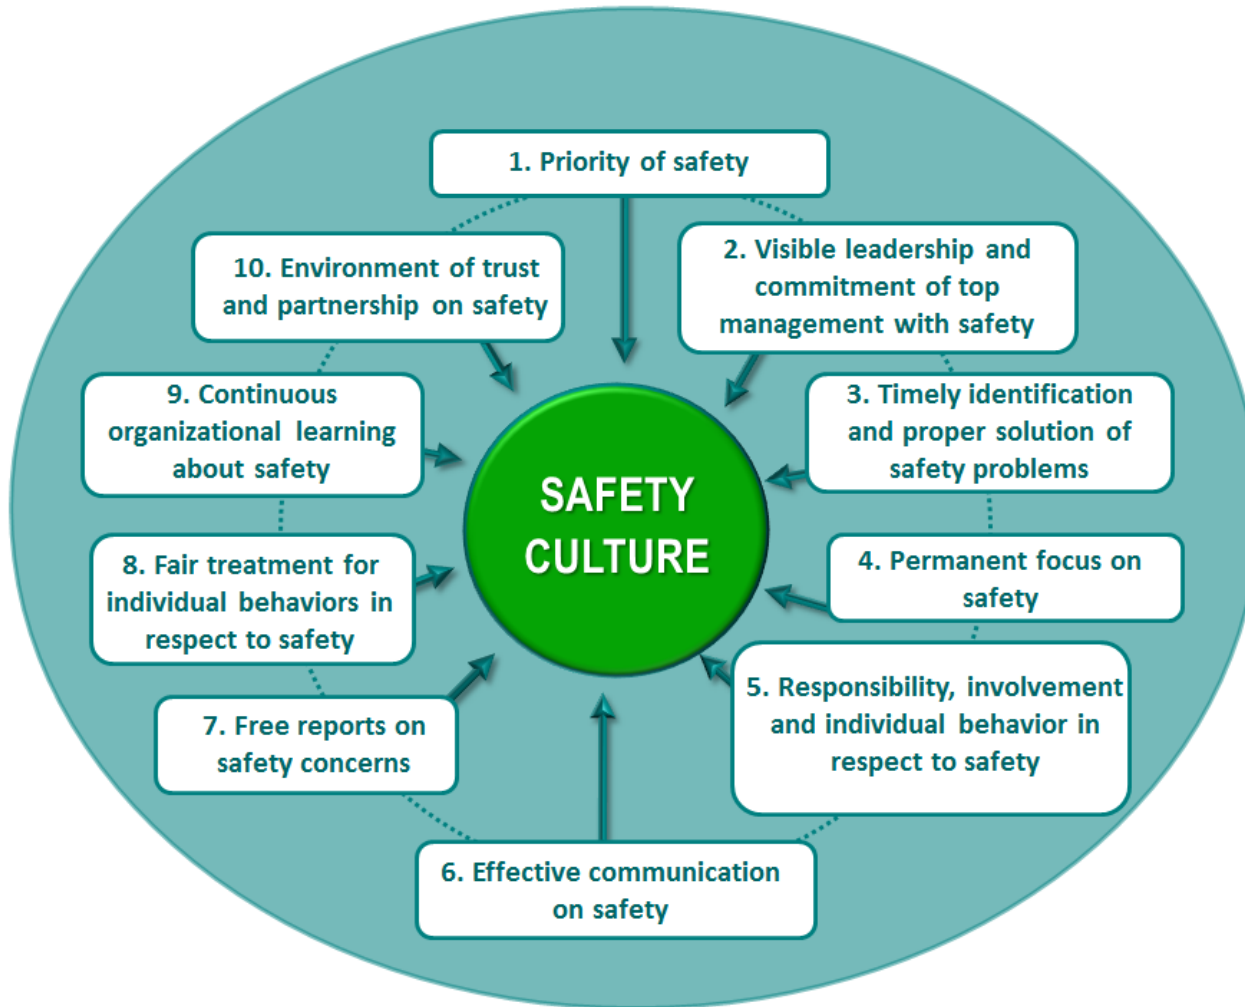 1. Priority of safety
2. Visible leadership and
commitment of top
management with safety
3. Timely identification
and proper solution of
safety problems
4. Permanent focus on
safety
5. Responsibility, involvement
and individual behavior in
respect to safety
6. Effective communication
on safety
7. Free reports on
safety concerns
8. Fair treatment for
individual behaviors in
respect to safety
9. Continuous
organizational learning
about safety
10. Environment of trust
and partnership on safety
SAFETY
CULTURE